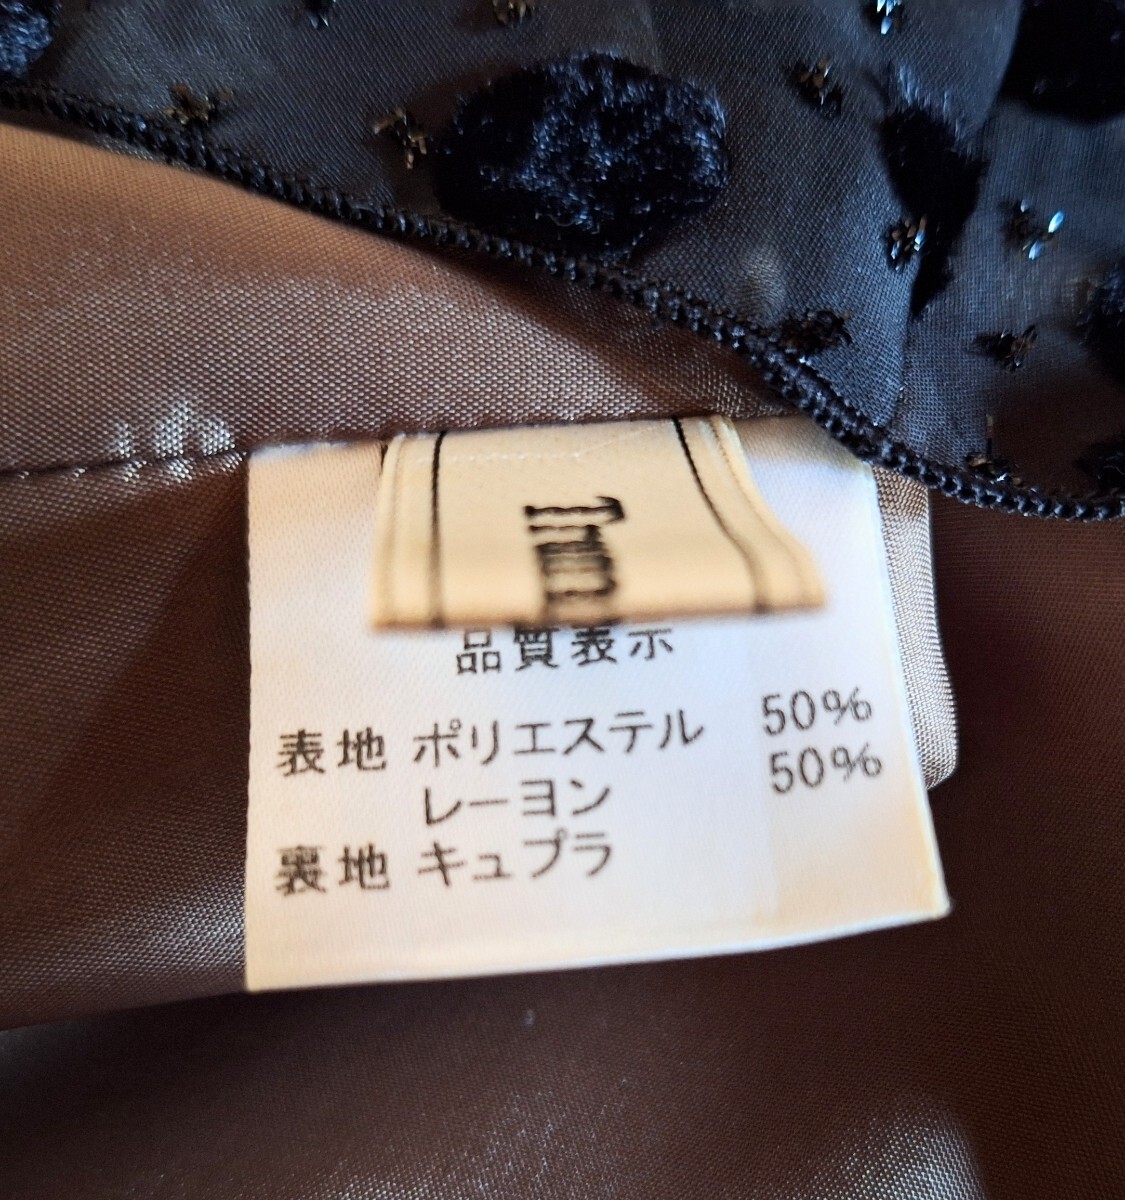 品質表示
表地 ポリエステル 50%
レーヨン 50%
裏地 キュプラ